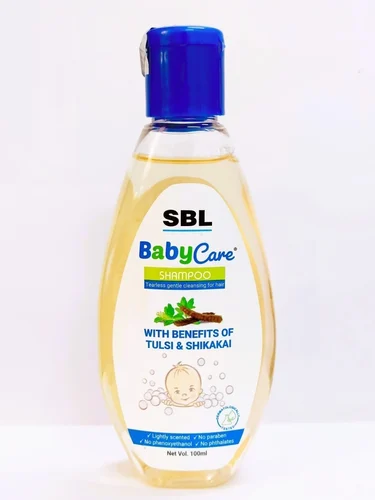 SBL
BabyCare®
SHAMPOO
Tearless gentle cleansing for hair
WITH BENEFITS OF
TULSI & SHIKAKAI
✓ Lightly scented ✓ No paraben
✓ No phenoxyethanol ✓ No phthalates
Net Vol. 100ml